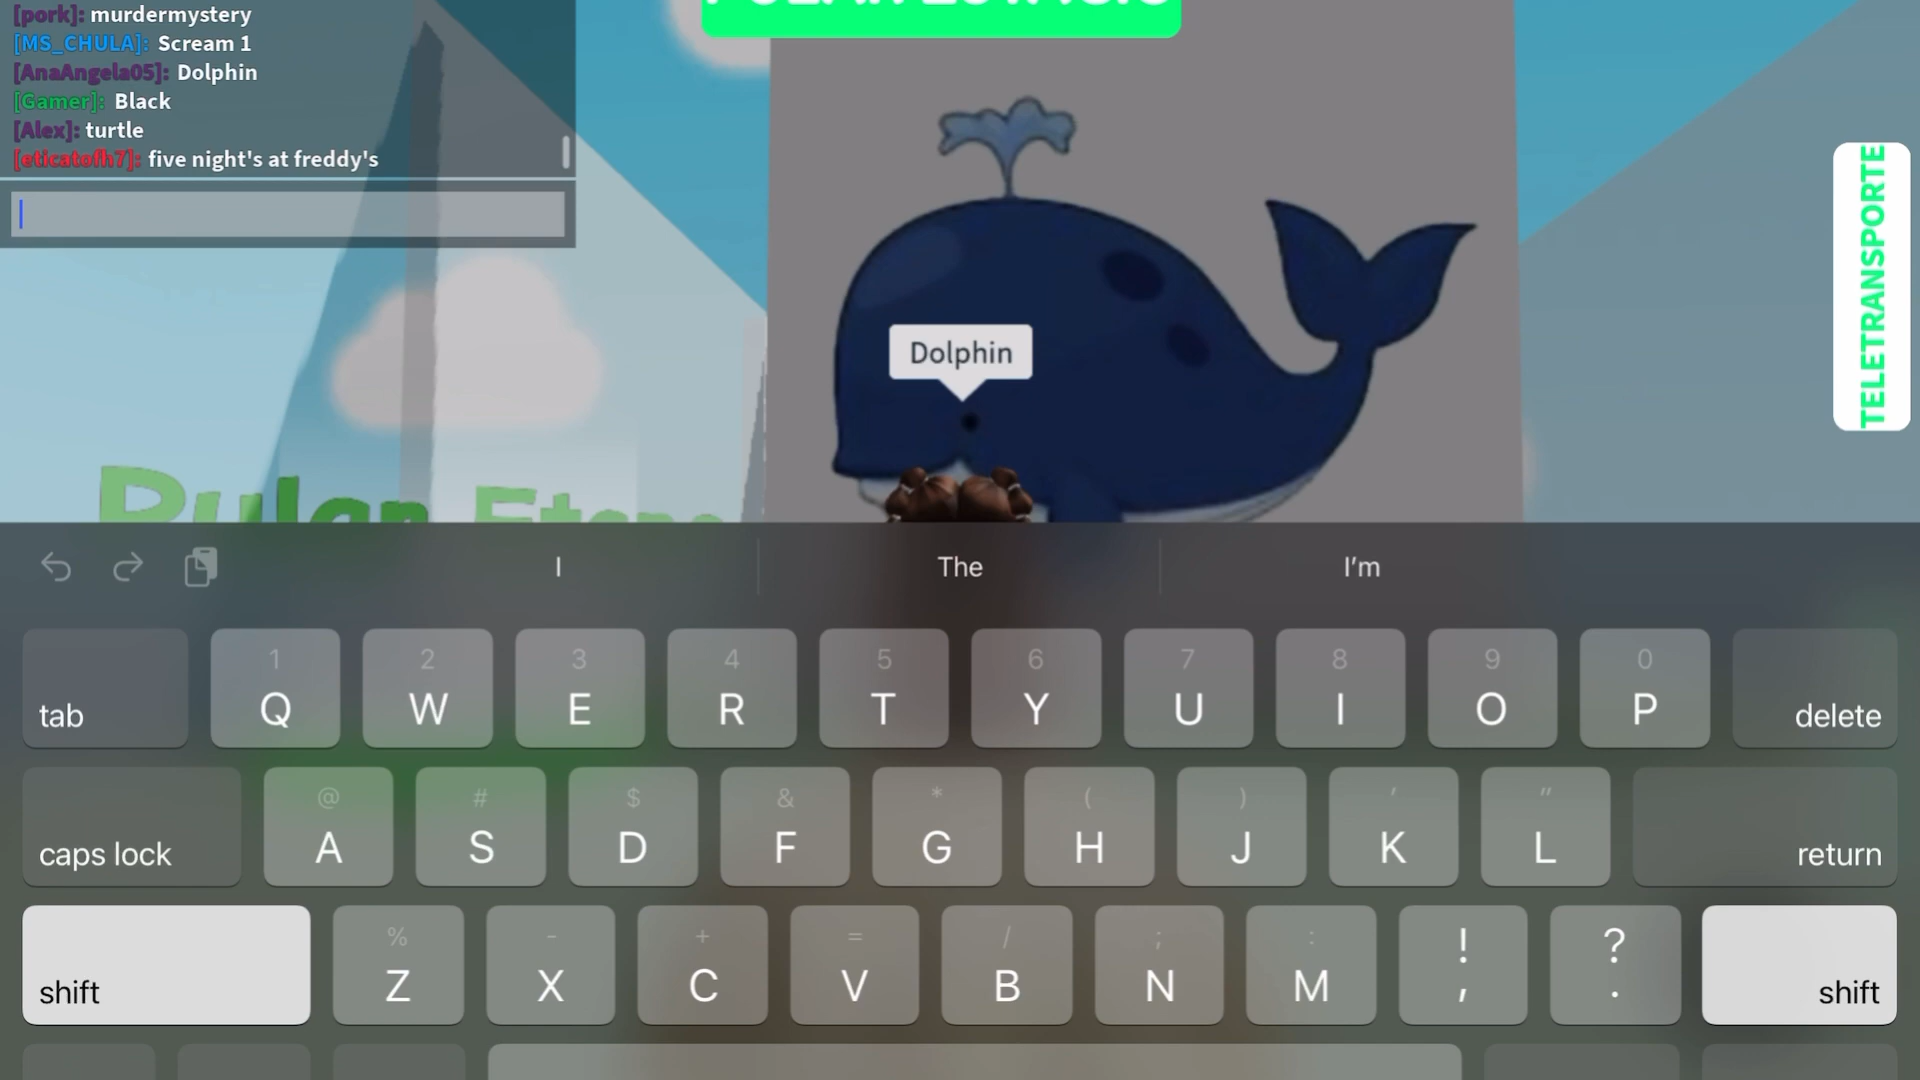 [pork]: murdermystery
[MS_CHULA]: Scream 1
[AnaAngela05]: Dolphin
[Gamer]: Black
[Alex]: turtle
[eticatofh7]: five night's at freddy's
TELETRANSPORTE
Dolphin
I The I'm
1 2 3 4 5 6 7 8 9 0
tab Q W E R T Y U I O P delete
@ # $ & * ( ) ' "
caps lock A S D F G H J K L return
% - + = / ; : ! ?
shift Z X C V B N M , . shift